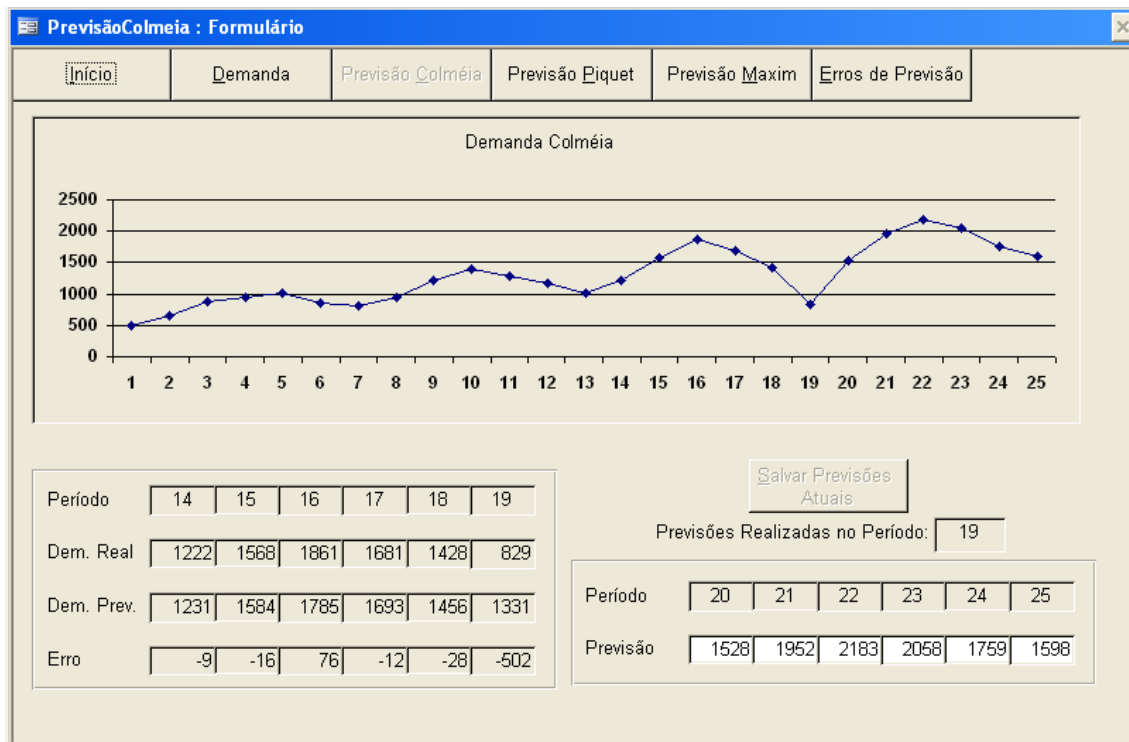 PrevisãoColmeia : Formulário
Início Demanda Previsão Colméia Previsão Piquet Previsão Maxim Erros de Previsão
Demanda Colméia
2500
2000
1500
1000
500
0
1 2 3 4 5 6 7 8 9 10 11 12 13 14 15 16 17 18 19 20 21 22 23 24 25
Período 14 15 16 17 18 19
Dem. Real 1222 1568 1861 1681 1428 829
Dem. Prev. 1231 1584 1785 1693 1456 1331
Erro -9 -16 76 -12 -28 -502
Salvar Previsões
Atuais
Previsões Realizadas no Período: 19
Período 20 21 22 23 24 25
Previsão 1528 1952 2183 2058 1759 1598